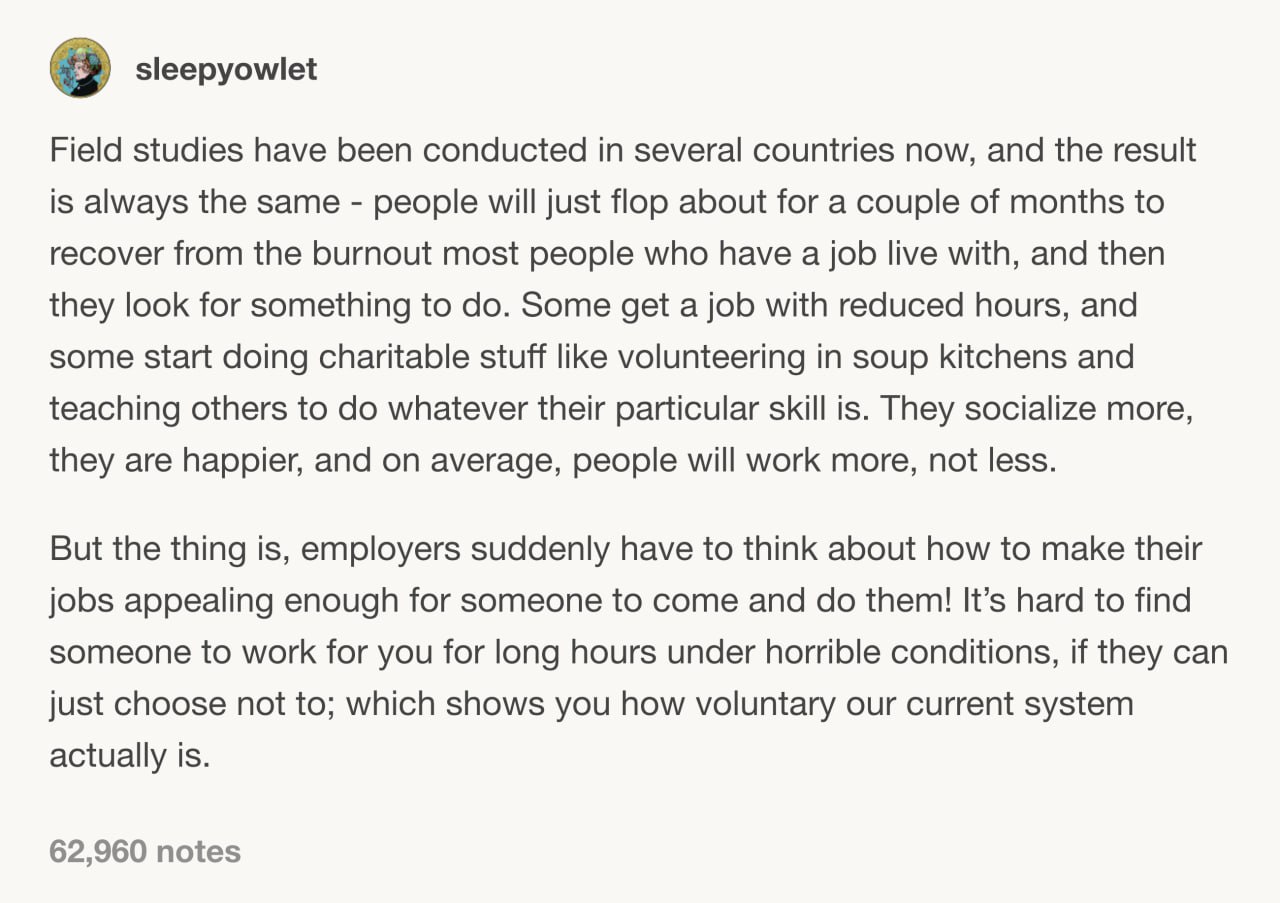 sleepyowlet
Field studies have been conducted in several countries now, and the result
is always the same - people will just flop about for a couple of months to
recover from the burnout most people who have a job live with, and then
they look for something to do. Some get a job with reduced hours, and
some start doing charitable stuff like volunteering in soup kitchens and
teaching others to do whatever their particular skill is. They socialize more,
they are happier, and on average, people will work more, not less.
But the thing is, employers suddenly have to think about how to make their
jobs appealing enough for someone to come and do them! It’s hard to find
someone to work for you for long hours under horrible conditions, if they can
just choose not to; which shows you how voluntary our current system
actually is.
62,960 notes